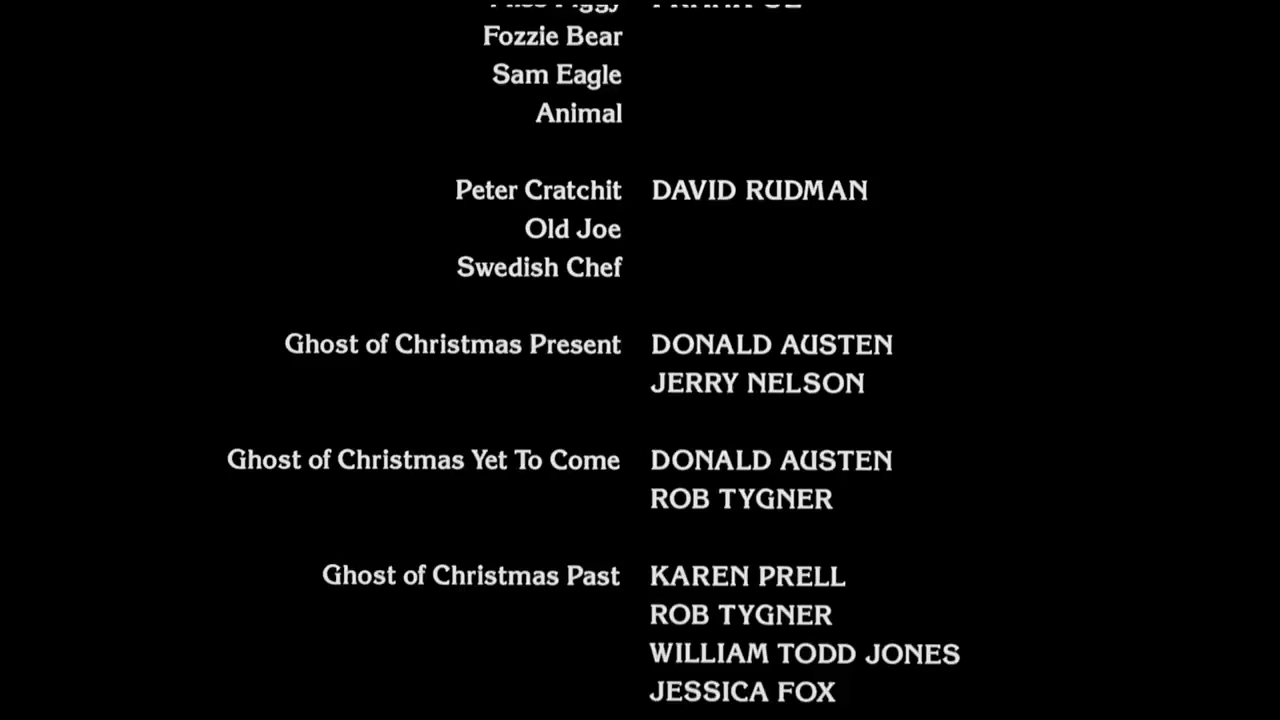 Fozzie Bear
Sam Eagle
Animal
Peter Cratchit DAVID RUDMAN
Old Joe
Swedish Chef
Ghost of Christmas Present DONALD AUSTEN
JERRY NELSON
Ghost of Christmas Yet To Come DONALD AUSTEN
ROB TYGNER
Ghost of Christmas Past KAREN PRELL
ROB TYGNER
WILLIAM TODD JONES
JESSICA FOX